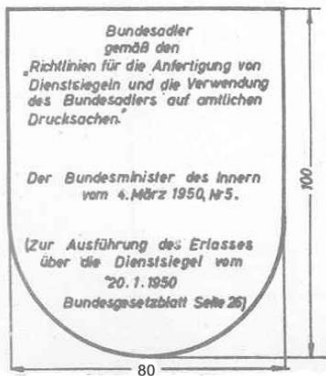 Bundesadler
gemäß den
„Richtlinien für die Anfertigung von
Dienstsiegeln und die Verwendung
des Bundesadlers auf amtlichen
Drucksachen."
Der Bundesminister des Innern
vom 4. März 1950, Nr 5.
(Zur Ausführung des Erlasses
über die Dienstsiegel vom
20. 1. 1950
Bundesgesetzblatt Seite 26)
100
80